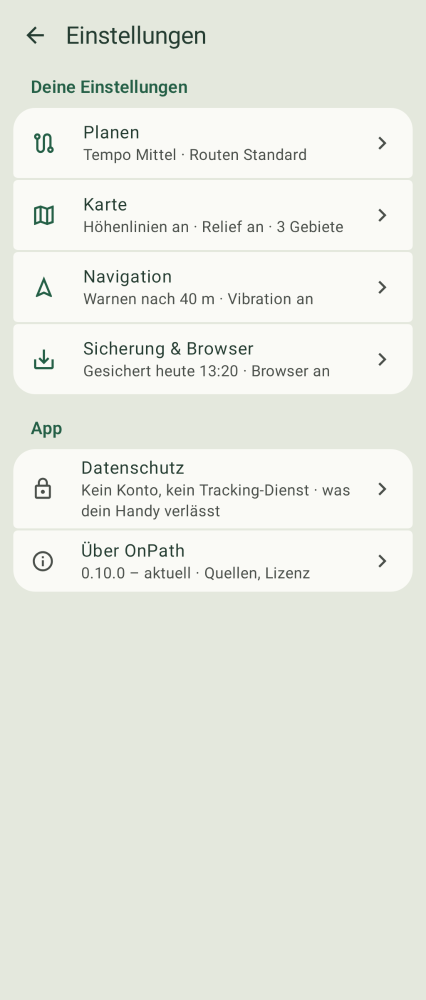 Einstellungen
Deine Einstellungen
Planen
Tempo Mittel · Routen Standard
Karte
Höhenlinien an · Relief an · 3 Gebiete
Navigation
Warnen nach 40 m · Vibration an
Sicherung & Browser
Gesichert heute 13:20 · Browser an
App
Datenschutz
Kein Konto, kein Tracking-Dienst · was
dein Handy verlässt
Über OnPath
0.10.0 – aktuell · Quellen, Lizenz